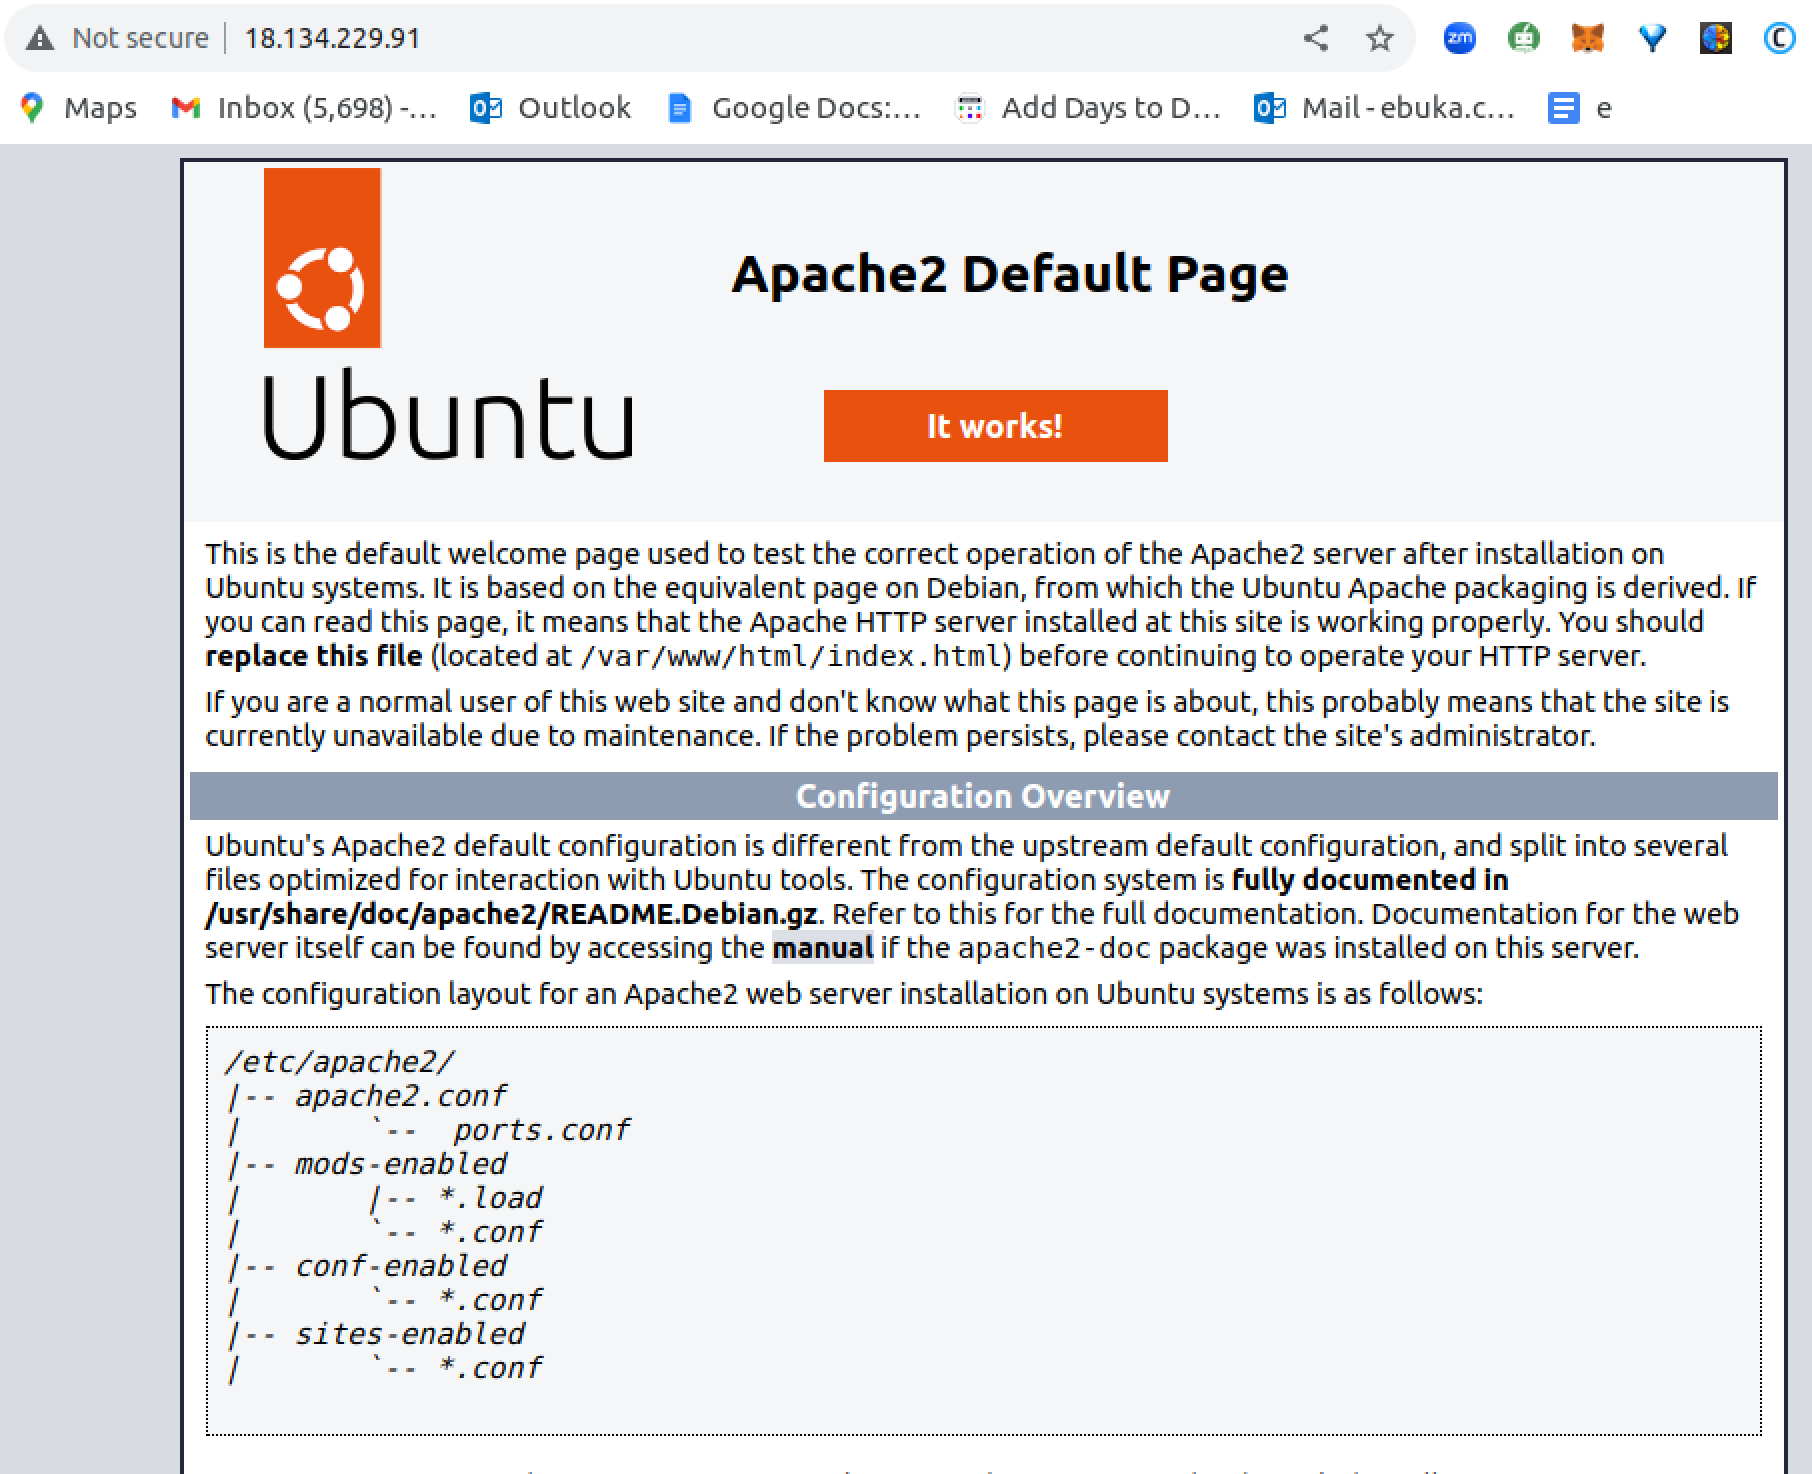 Not secure 18.134.229.91
zm
C
Maps Inbox (5,698) -... Outlook Google Docs:... Add Days to D... Mail - ebuka.c... e
Apache2 Default Page
Ubuntu
It works!
This is the default welcome page used to test the correct operation of the Apache2 server after installation on
Ubuntu systems. It is based on the equivalent page on Debian, from which the Ubuntu Apache packaging is derived. If
you can read this page, it means that the Apache HTTP server installed at this site is working properly. You should
replace this file (located at /var/www/html/index.html) before continuing to operate your HTTP server.
If you are a normal user of this web site and don't know what this page is about, this probably means that the site is
currently unavailable due to maintenance. If the problem persists, please contact the site's administrator.
Configuration Overview
Ubuntu's Apache2 default configuration is different from the upstream default configuration, and split into several
files optimized for interaction with Ubuntu tools. The configuration system is fully documented in
/usr/share/doc/apache2/README.Debian.gz. Refer to this for the full documentation. Documentation for the web
server itself can be found by accessing the manual if the apache2-doc package was installed on this server.
The configuration layout for an Apache2 web server installation on Ubuntu systems is as follows:
/etc/apache2/
|-- apache2.conf
|       `--  ports.conf
|-- mods-enabled
|       |-- *.load
|       `-- *.conf
|-- conf-enabled
|       `-- *.conf
|-- sites-enabled
|       `-- *.conf